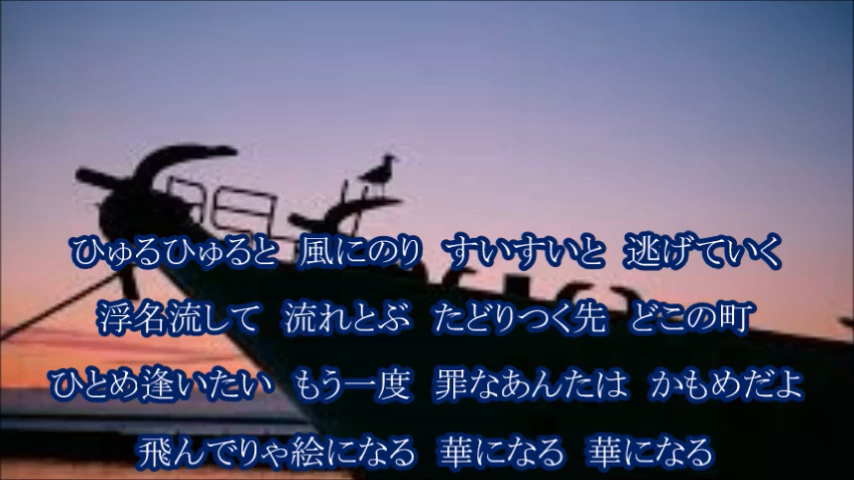 ひゅるひゅると　風にのり　すいすいと　逃げていく
浮名流して　流れとぶ　たどりつく先　どこの町
ひとめ逢いたい　もう一度　罪なあんたは　かもめだよ
飛んでりゃ絵になる　華になる　華になる